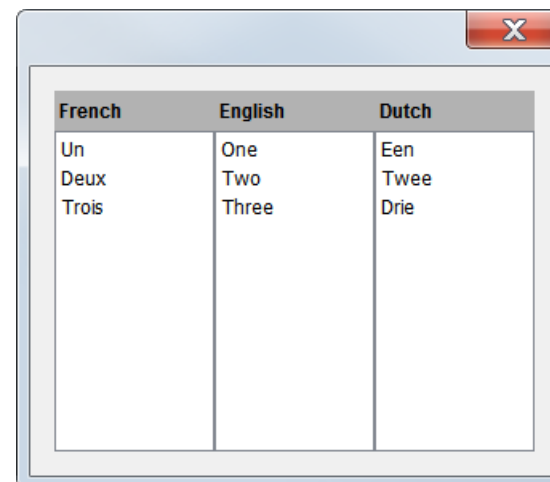 French English Dutch
Un One Een
Deux Two Twee
Trois Three Drie